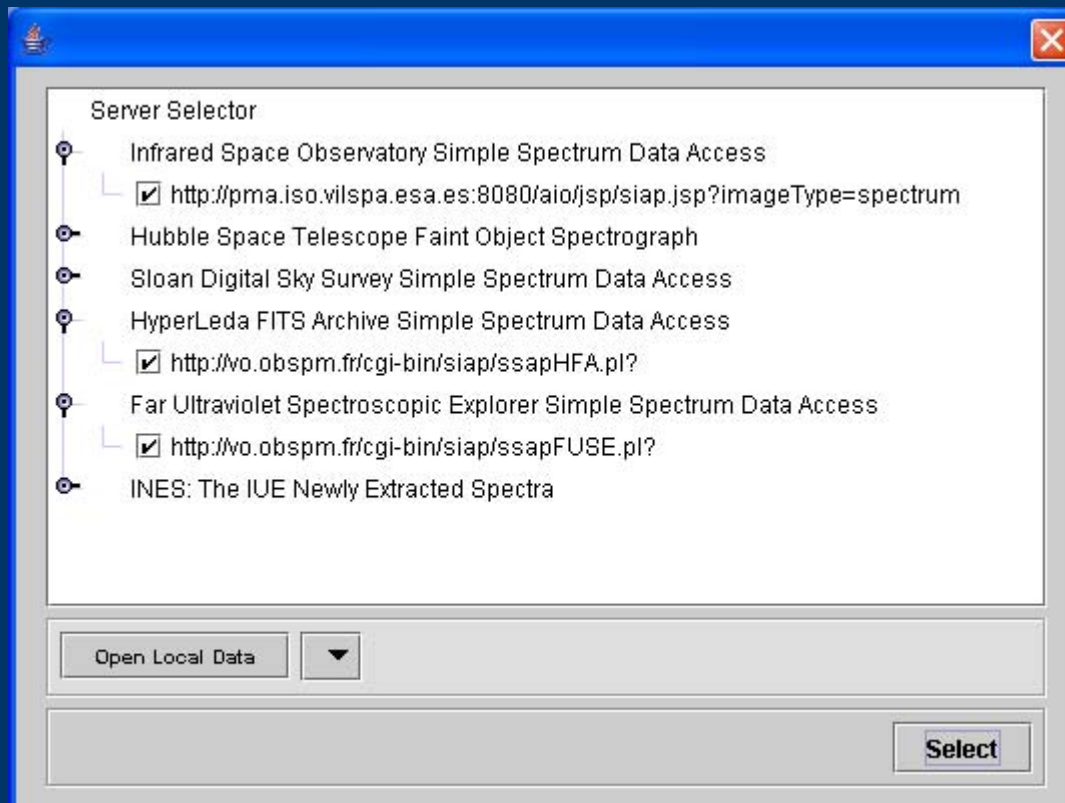 Server Selector
Infrared Space Observatory Simple Spectrum Data Access
http://pma.iso.vilspa.esa.es:8080/aio/jsp/siap.jsp?imageType=spectrum
Hubble Space Telescope Faint Object Spectrograph
Sloan Digital Sky Survey Simple Spectrum Data Access
HyperLeda FITS Archive Simple Spectrum Data Access
http://vo.obspm.fr/cgi-bin/siap/ssapHFA.pl?
Far Ultraviolet Spectroscopic Explorer Simple Spectrum Data Access
http://vo.obspm.fr/cgi-bin/siap/ssapFUSE.pl?
INES: The IUE Newly Extracted Spectra
Open Local Data
Select